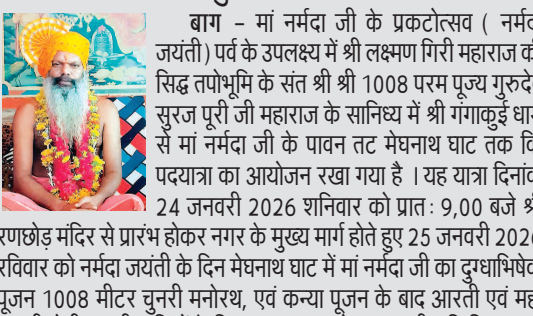 बाग - मां नर्मदा जी के प्रकटोत्सव ( नर्मद
जयंती) पर्व के उपलक्ष्य में श्री लक्ष्मण गिरी महाराज क
सिद्ध तपोभूमि के संत श्री श्री 1008 परम पूज्य गुरुदे
सुरज पूरी जी महाराज के सानिध्य में श्री गंगाकुई धा
से मां नर्मदा जी के पावन तट मेघनाथ घाट तक वि
पदयात्रा का आयोजन रखा गया है । यह यात्रा दिनां
24 जनवरी 2026 शनिवार को प्रात: 9,00 बजे श्र
रणछोड़ मंदिर से प्रारंभ होकर नगर के मुख्य मार्ग होते हुए 25 जनवरी 2026
रविवार को नर्मदा जयंती के दिन मेघनाथ घाट में मां नर्मदा जी का दुग्धाभिषे
पूजन 1008 मीटर चुनरी मनोरथ, एवं कन्या पूजन के बाद आरती एवं मह